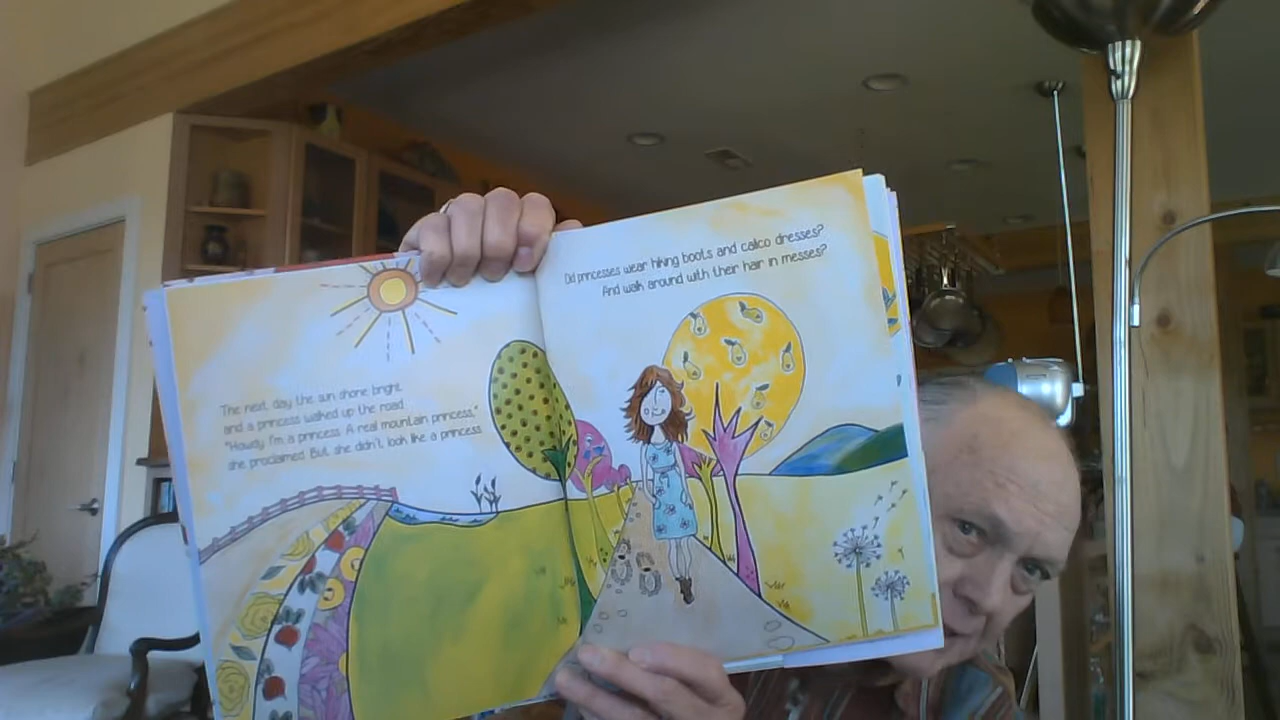 The next day the sun shone bright
and a princess walked up the road.
"Howdy. I'm a princess. A real mountain princess,"
she proclaimed. But she didn't look like a princess.
Did princesses wear hiking boots and calico dresses?
And walk around with their hair in messes?